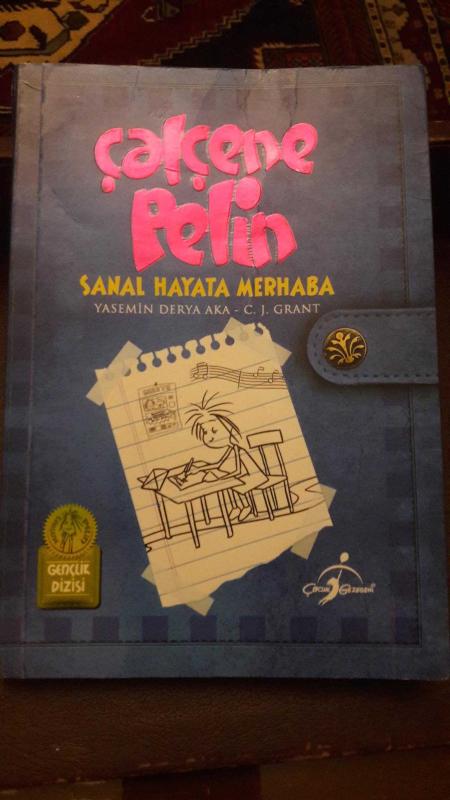 çalçene
Pelin
SANAL HAYATA MERHABA
YASEMİN DERYA AKA - C. J. GRANT
GENÇLİK
DİZİSİ
ÇOCUK GEZEGENİ